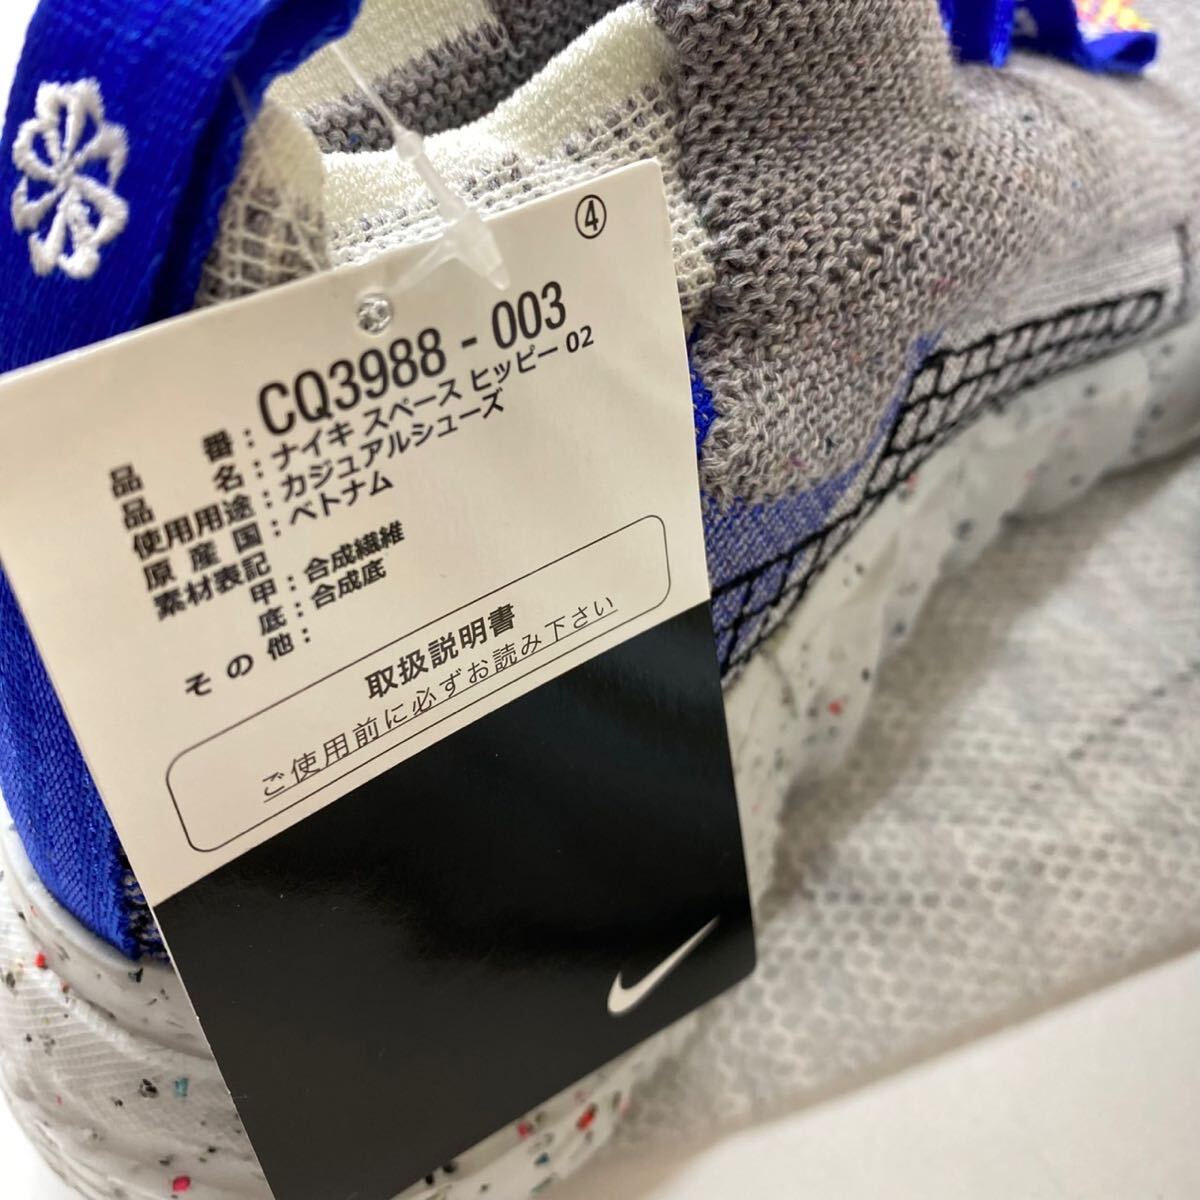 ④
品番：CQ3988-003
品名：ナイキ スペース ヒッピー 02
使用用途：カジュアルシューズ
原産国：ベトナム
素材表記
甲：合成繊維
底：合成底
その他：
取扱説明書
ご使用前に必ずお読み下さい